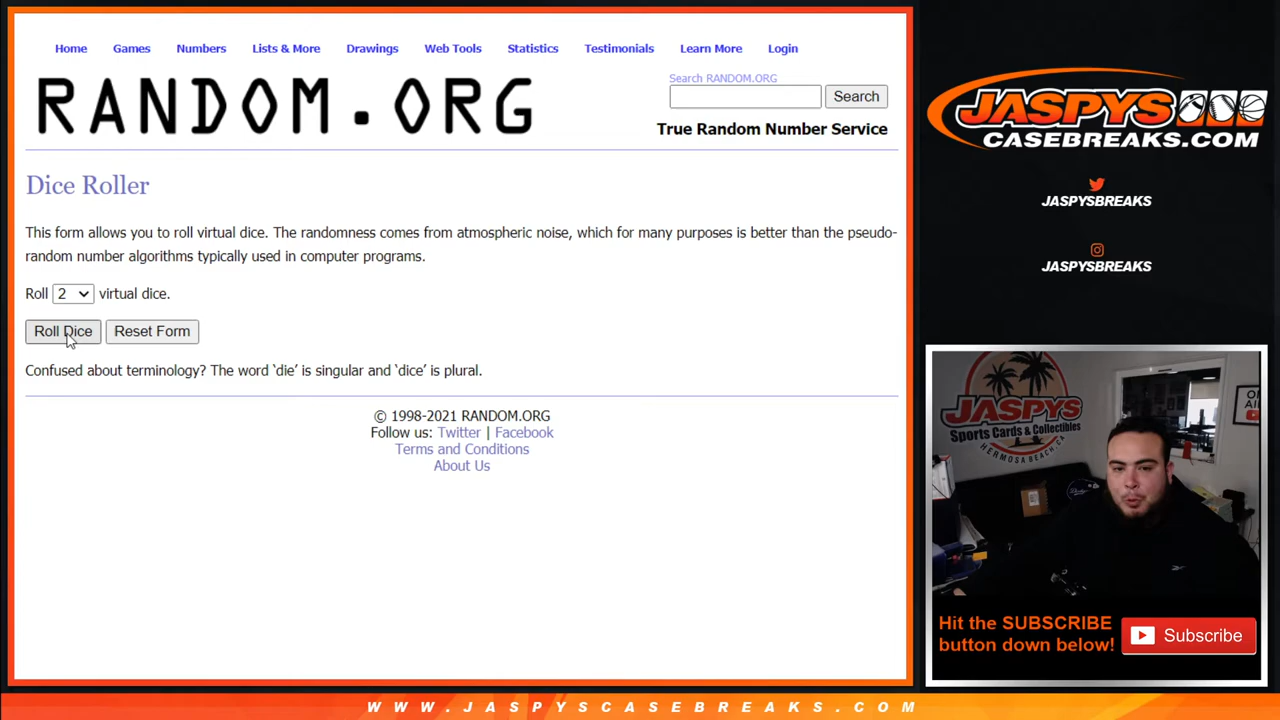 Home Games Numbers Lists & More Drawings Web Tools Statistics Testimonials Learn More Login
RANDOM.ORG
Search RANDOM.ORG
Search
True Random Number Service
Dice Roller
This form allows you to roll virtual dice. The randomness comes from atmospheric noise, which for many purposes is better than the pseudo-
random number algorithms typically used in computer programs.
Roll 2 virtual dice.
Roll Dice Reset Form
Confused about terminology? The word ‘die’ is singular and ‘dice’ is plural.
© 1998-2021 RANDOM.ORG
Follow us: Twitter | Facebook
Terms and Conditions
About Us
JASPYS
CASEBREAKS.COM
JASPYSBREAKS
JASPYSBREAKS
JASPYS
Sports Cards & Collectibles
HERMOSA BEACH, CA
Hit the SUBSCRIBE
button down below!
Subscribe
WWW.JASPYSCASEBREAKS.COM